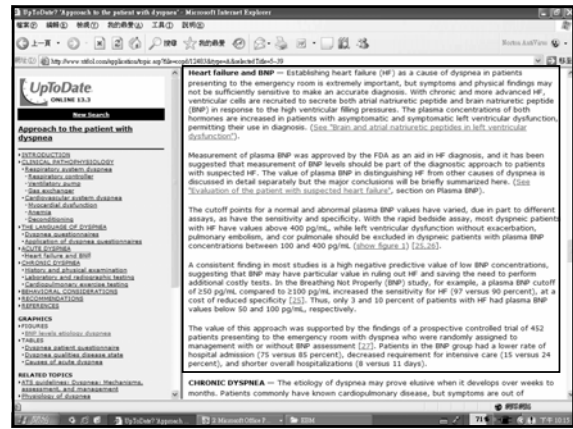 UpToDate? 'Approach to the patient with dyspnea' - Microsoft Internet Explorer
UpToDate
ONLINE 13.3
New Search
Approach to the patient with
dyspnea
INTRODUCTION
CLINICAL PATHOPHYSIOLOGY
Respiratory system dyspnea
Respiratory controller
Ventilatory pump
Gas exchanger
Cardiovascular system dyspnea
Myocardial dysfunction
Anemia
Deconditioning
THE LANGUAGE OF DYSPNEA
Dyspnea questionnaires
Application of dyspnea questionnaires
ACUTE DYSPNEA
Heart failure and BNP
CHRONIC DYSPNEA
History and physical examination
Laboratory and radiographic testing
Cardiopulmonary exercise testing
BEHAVIORAL CONSIDERATIONS
RECOMMENDATIONS
REFERENCES
GRAPHICS
FIGURES
BNP levels etiology dyspnea
TABLES
Dyspnea patient questionnaire
Dyspnea qualities disease state
Causes of acute dyspnea
RELATED TOPICS
ATS guidelines: Dyspnea: Mechanisms,
assessment, and management
Physiology of dyspnea
Heart failure and BNP — Establishing heart failure (HF) as a cause of dyspnea in patients
presenting to the emergency room is extremely important, but symptoms and physical findings may
not be sufficiently sensitive to make an accurate diagnosis. With chronic and more advanced HF,
ventricular cells are recruited to secrete both atrial natriuretic peptide and brain natriuretic peptide
(BNP) in response to the high ventricular filling pressures. The plasma concentrations of both
hormones are increased in patients with asymptomatic and symptomatic left ventricular dysfunction,
permitting their use in diagnosis. (See "Brain and atrial natriuretic peptides in left ventricular
dysfunction").
Measurement of plasma BNP was approved by the FDA as an aid in HF diagnosis, and it has been
suggested that measurement of BNP levels should be part of the diagnostic approach to patients
with suspected HF. The value of plasma BNP in distinguishing HF from other causes of dyspnea is
discussed in detail separately but the major conclusions will be briefly summarized here. (See
"Evaluation of the patient with suspected heart failure", section on Plasma BNP).
The cutoff points for a normal and abnormal plasma BNP values have varied, due in part to different
assays, as have the sensitivity and specificity. With the rapid bedside assay, most dyspneic patients
with HF have values above 400 pg/mL, while left ventricular dysfunction without exacerbation,
pulmonary embolism, and cor pulmonale should be excluded in dyspneic patients with plasma BNP
concentrations between 100 and 400 pg/mL (show figure 1) [25,26].
A consistent finding in most studies is a high negative predictive value of low BNP concentrations,
suggesting that BNP may have particular value in ruling out HF and saving the need to perform
additional costly tests. In the Breathing Not Properly (BNP) study, for example, a plasma BNP cutoff
of ≥50 pg/mL compared to ≥100 pg/mL increased the sensitivity for HF (97 versus 90 percent), at a
cost of reduced specificity [25]. Thus, only 3 and 10 percent of patients with HF had plasma BNP
values below 50 and 100 pg/mL, respectively.
The value of this approach was supported by the findings of a prospective controlled trial of 452
patients presenting to the emergency room with dyspnea who were randomly assigned to
management with or without BNP assessment [27]. Patients in the BNP group had a lower rate of
hospital admission (75 versus 85 percent), decreased requirement for intensive care (15 versus 24
percent), and shorter overall hospitalizations (8 versus 11 days).
CHRONIC DYSPNEA — The etiology of dyspnea may prove elusive when it develops over weeks to
months. Patients commonly have known cardiopulmonary disease, but symptoms are out of